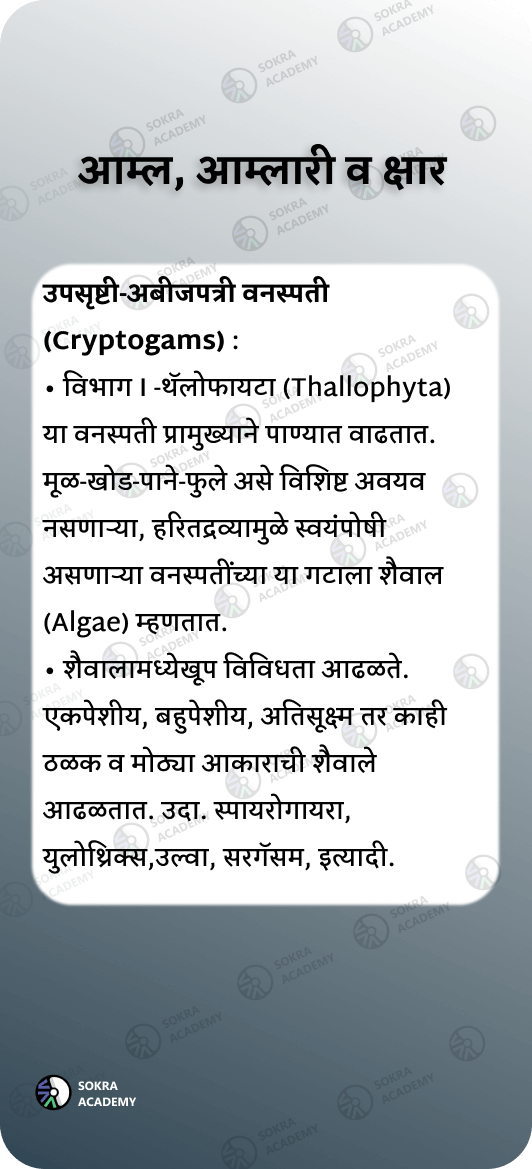 आम्ल, आम्लारी व क्षार
उपसृष्टी-अबीजपत्री वनस्पती
(Cryptogams) :
• विभाग I -थॅलोफायटा (Thallophyta)
या वनस्पती प्रामुख्याने पाण्यात वाढतात.
मूळ-खोड-पाने-फुले असे विशिष्ट अवयव
नसणाऱ्या, हरितद्रव्यामुळे स्वयंपोषी
असणाऱ्या वनस्पतींच्या या गटाला शैवाल
(Algae) म्हणतात.
• शैवालामध्येखूप विविधता आढळते.
एकपेशीय, बहुपेशीय, अतिसूक्ष्म तर काही
ठळक व मोठ्या आकाराची शैवाले
आढळतात. उदा. स्पायरोगायरा,
युलोथ्रिक्स,उल्वा, सरगॅसम, इत्यादी.
SOKRA
ACADEMY